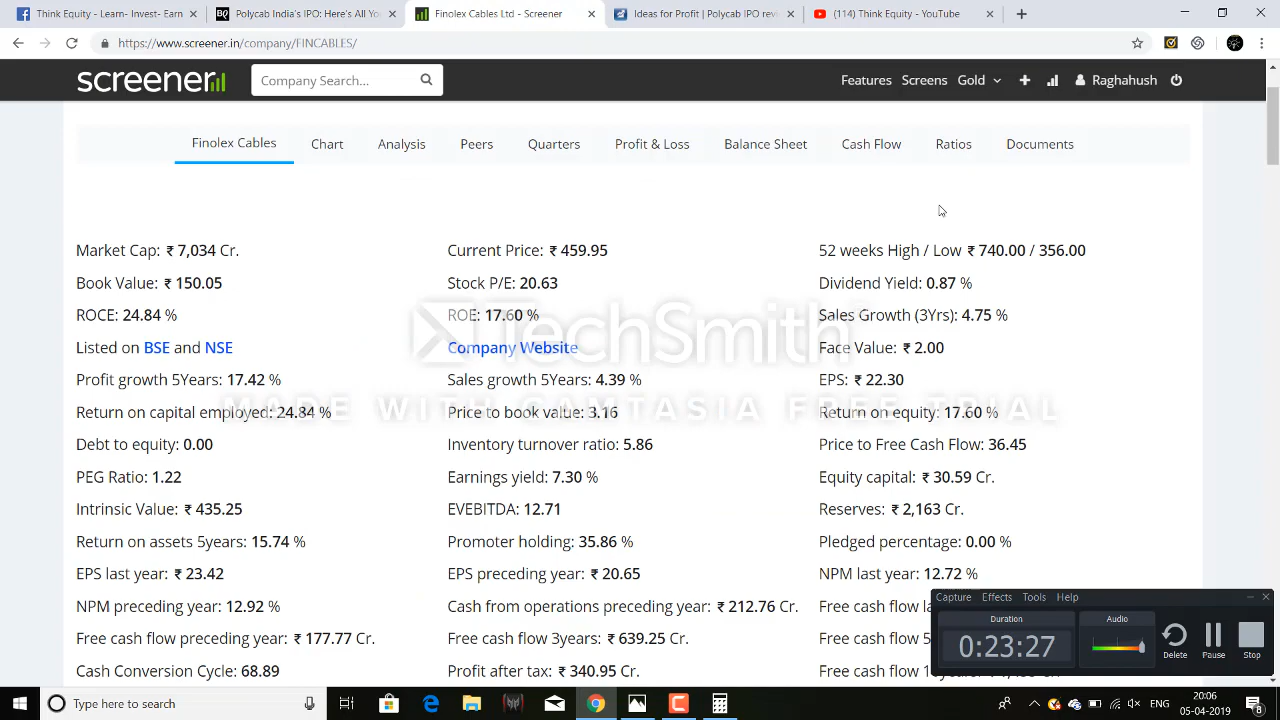 Think Equity - Learn- Invest- Earn
Polycab India's IPO: Here's All Yo
Finolex Cables Ltd - Screener
Ideas for Profit | Polycab IPO revi
(114) Think Equity - YouTube
https://www.screener.in/company/FINCABLES/
screener
Company Search...
Features Screens Gold Raghahush
Finolex Cables Chart Analysis Peers Quarters Profit & Loss Balance Sheet Cash Flow Ratios Documents
Market Cap: ₹ 7,034 Cr. Current Price: ₹ 459.95 52 weeks High / Low ₹ 740.00 / 356.00
Book Value: ₹ 150.05 Stock P/E: 20.63 Dividend Yield: 0.87 %
ROCE: 24.84 % ROE: 17.60 % Sales Growth (3Yrs): 4.75 %
TechSmith
Listed on BSE and NSE Company Website Face Value: ₹ 2.00
Profit growth 5Years: 17.42 % Sales growth 5Years: 4.39 % EPS: ₹ 22.30
Return on capital employed: 24.84 % Price to book value: 3.16 Return on equity: 17.60 %
MADE WITH CAMTASIA FREE TRIAL
Debt to equity: 0.00 Inventory turnover ratio: 5.86 Price to Free Cash Flow: 36.45
PEG Ratio: 1.22 Earnings yield: 7.30 % Equity capital: ₹ 30.59 Cr.
Intrinsic Value: ₹ 435.25 EVEBITDA: 12.71 Reserves: ₹ 2,163 Cr.
Return on assets 5years: 15.74 % Promoter holding: 35.86 % Pledged percentage: 0.00 %
EPS last year: ₹ 23.42 EPS preceding year: ₹ 20.65 NPM last year: 12.72 %
NPM preceding year: 12.92 % Cash from operations preceding year: ₹ 212.76 Cr. Free cash flow
Free cash flow preceding year: ₹ 177.77 Cr. Free cash flow 3years: ₹ 639.25 Cr. Free cash flow
Cash Conversion Cycle: 68.89 Profit after tax: ₹ 340.95 Cr.
Capture Effects Tools Help
Duration Audio
0:23:27
Delete Pause Stop
Type here to search
ENG
20:06
05-04-2019
8